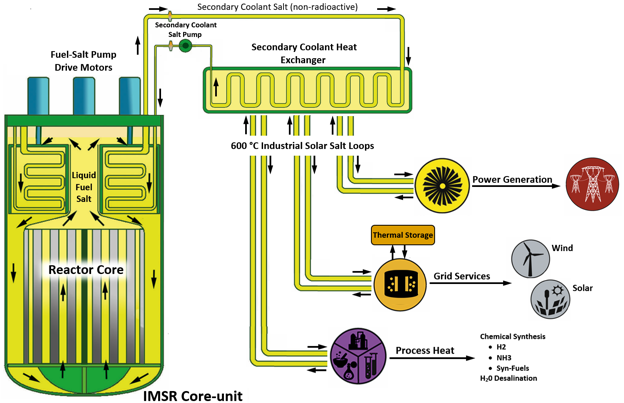 Secondary Coolant Salt (non-radioactive)
Secondary Coolant
Salt Pump
Fuel-Salt Pump
Drive Motors
Secondary Coolant Heat
Exchanger
600 °C Industrial Solar Salt Loops
Liquid
Fuel
Salt
Power Generation
Thermal Storage
Wind
Reactor Core
Grid Services
Solar
Process Heat
Chemical Synthesis
• H2
• NH3
• Syn-Fuels
H₂0 Desalination
IMSR Core-unit